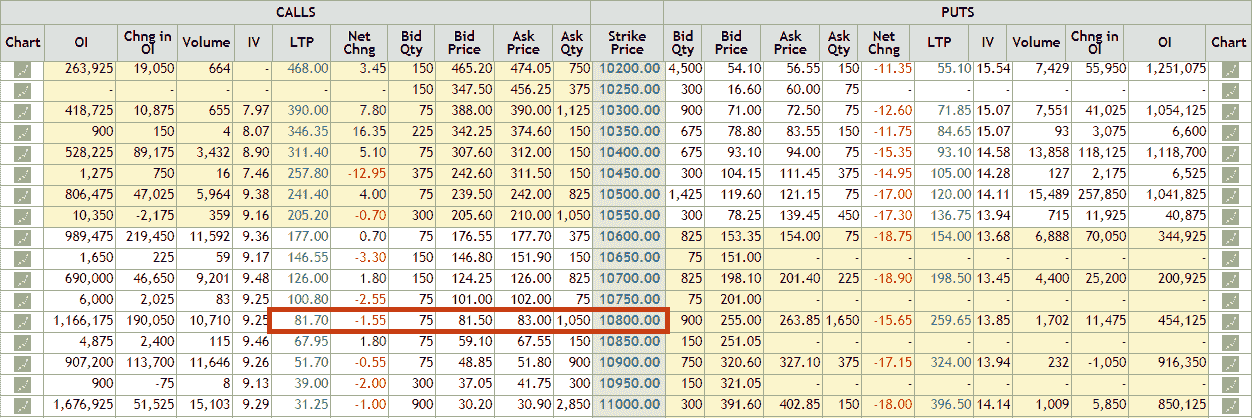 CALLS PUTS
Chart OI Chng in OI Volume IV LTP Net Chng Bid Qty Bid Price Ask Price Ask Qty Strike Price Bid Qty Bid Price Ask Price Ask Qty Net Chng LTP IV Volume Chng in OI OI Chart
263,925 19,050 664 - 468.00 3.45 150 465.20 474.05 750 10200.00 4,500 54.10 56.55 150 -11.35 55.10 15.54 7,429 55,950 1,251,075
- - - - - - 150 347.50 456.25 375 10250.00 300 16.60 60.00 75 - - - - - -
418,725 10,875 655 7.97 390.00 7.80 75 388.00 390.00 1,125 10300.00 900 71.00 72.50 75 -12.60 71.85 15.07 7,551 41,025 1,054,125
900 150 4 8.07 346.35 16.35 225 342.25 374.60 150 10350.00 675 78.80 83.55 150 -11.75 84.65 15.07 93 3,075 6,600
528,225 89,175 3,432 8.90 311.40 5.10 75 307.60 312.00 150 10400.00 675 93.10 94.00 75 -15.35 93.10 14.58 13,858 118,125 1,118,700
1,275 750 16 7.46 257.80 -12.95 375 242.60 311.50 150 10450.00 300 104.15 111.45 375 -14.95 105.00 14.28 127 2,175 6,525
806,475 47,025 5,964 9.38 241.40 4.00 75 239.50 242.00 825 10500.00 1,425 119.60 121.15 75 -17.00 120.00 14.11 15,489 257,850 1,041,825
10,350 -2,175 359 9.16 205.20 -0.70 300 205.60 210.00 1,050 10550.00 300 78.25 139.45 450 -17.30 136.75 13.94 715 11,925 40,875
989,475 219,450 11,592 9.36 177.00 0.70 75 176.55 177.70 375 10600.00 825 153.35 154.00 75 -18.75 154.00 13.68 6,888 70,050 344,925
1,650 225 59 9.17 146.55 -3.30 150 146.80 151.90 150 10650.00 75 151.00 - - - - - - - -
690,000 46,650 9,201 9.48 126.00 1.80 150 124.25 126.00 825 10700.00 825 198.10 201.40 225 -18.90 198.50 13.45 4,400 25,200 200,925
6,000 2,025 83 9.25 100.80 -2.55 75 101.00 102.00 75 10750.00 75 201.00 - - - - - - - -
1,166,175 190,050 10,710 9.25 81.70 -1.55 75 81.50 83.00 1,050 10800.00 900 255.00 263.85 1,650 -15.65 259.65 13.85 1,702 11,475 454,125
4,875 2,400 115 9.46 67.95 1.80 75 59.10 67.55 150 10850.00 150 251.05 - - - - - - - -
907,200 113,700 11,646 9.26 51.70 -0.55 75 48.85 51.80 900 10900.00 750 320.60 327.10 375 -17.15 324.00 13.94 232 -1,050 916,350
900 -75 8 9.13 39.00 -2.00 300 37.05 41.75 300 10950.00 150 321.05 - - - - - - - -
1,676,925 51,525 15,103 9.29 31.25 -1.00 900 30.20 30.90 2,850 11000.00 300 391.60 402.85 150 -18.00 396.50 14.14 1,009 5,850 850,125